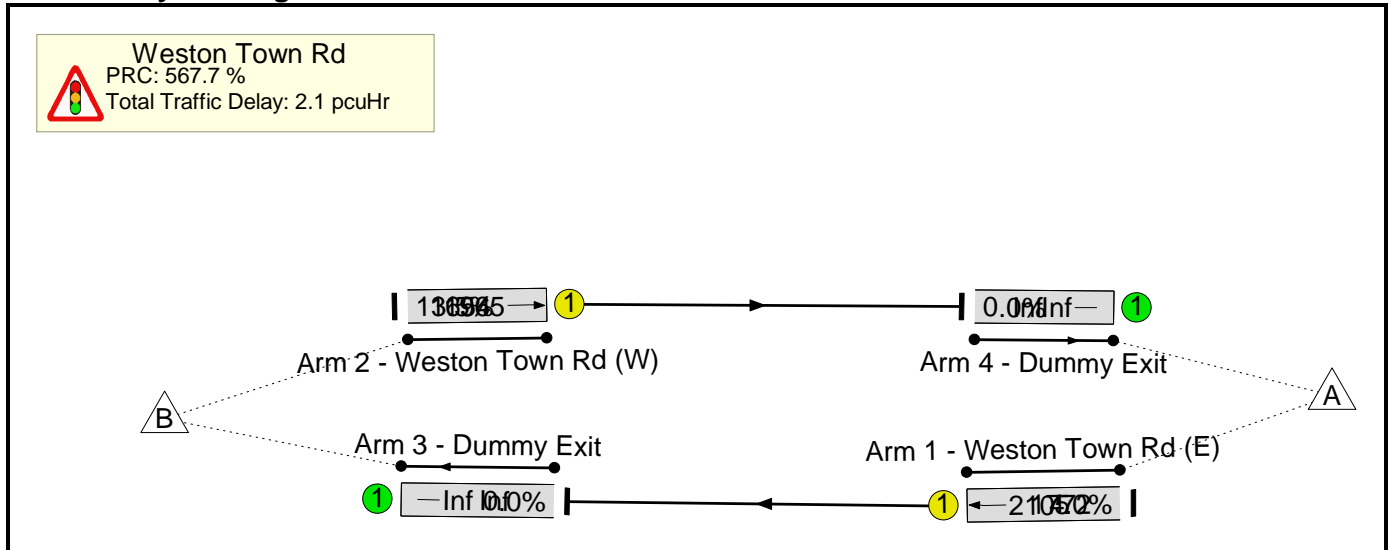 Weston Town Rd
PRC: 567.7 %
Total Traffic Delay: 2.1 pcuHr
1
1
Arm 2 - Weston Town Rd (W)
Arm 4 - Dummy Exit
A
B
Arm 3 - Dummy Exit
Arm 1 - Weston Town Rd (E)
1
Inf
1